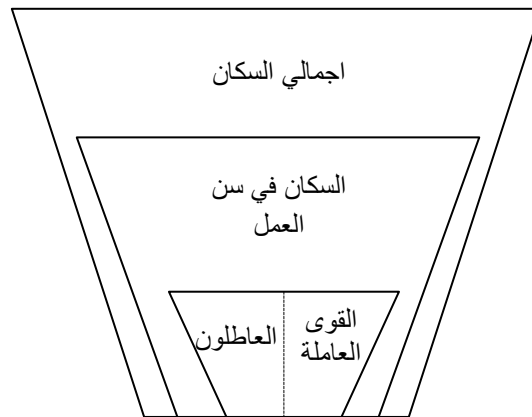 اجمالي السكان
السكان في سن
العمل
القوى
العاملة
العاطلون